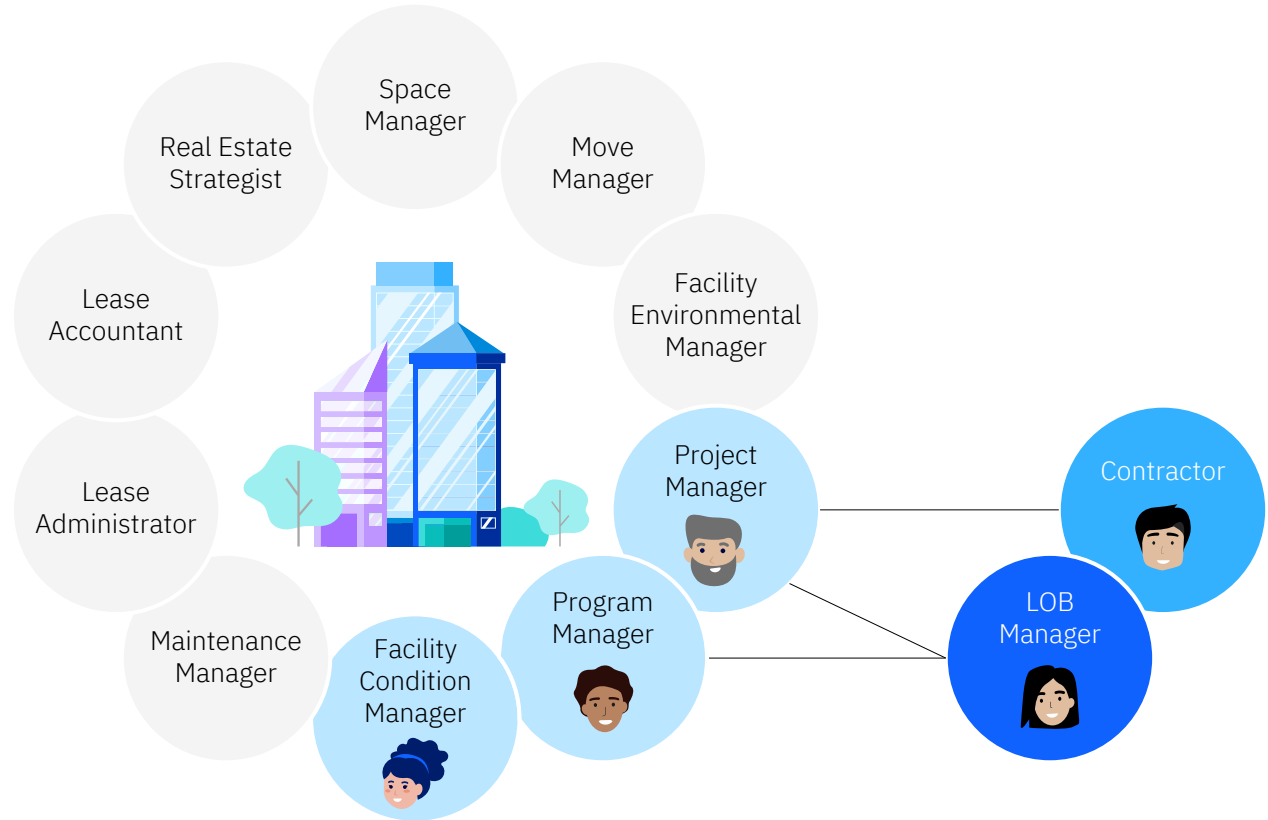 Space
Manager
Real Estate
Strategist
Move
Manager
Lease
Accountant
Facility
Environmental
Manager
Lease
Administrator
Project
Manager
Contractor
Maintenance
Manager
Facility
Condition
Manager
Program
Manager
LOB
Manager